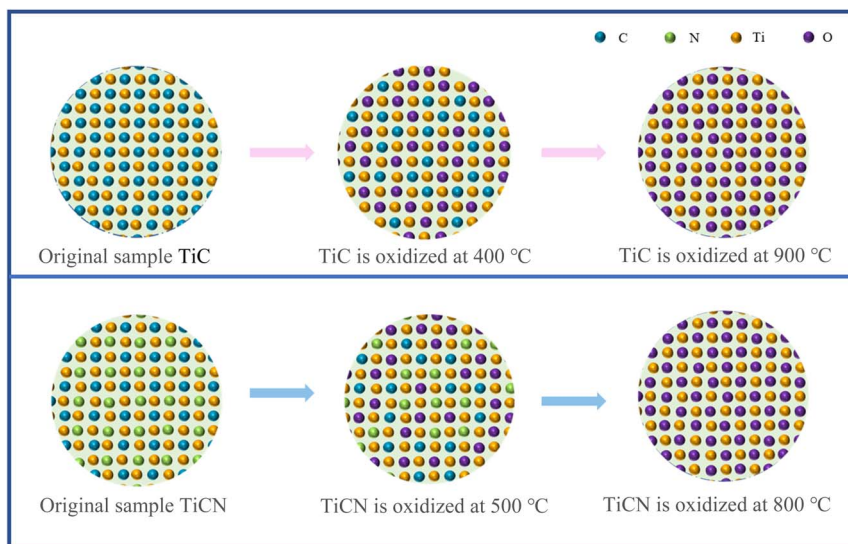 C N Ti O
Original sample TiC TiC is oxidized at 400 ℃ TiC is oxidized at 900 ℃
Original sample TiCN TiCN is oxidized at 500 ℃ TiCN is oxidized at 800 ℃